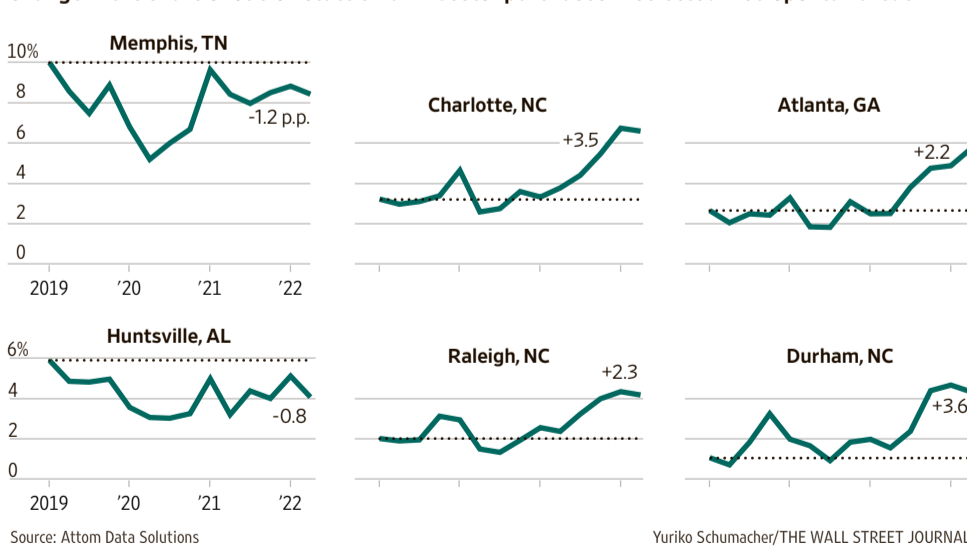 Memphis, TN
10%
8
6
4
2
0
-1.2 p.p.
2019 ’20 ’21 ’22
Charlotte, NC
+3.5
Atlanta, GA
+2.2
Huntsville, AL
6%
4
2
0
-0.8
2019 ’20 ’21 ’22
Raleigh, NC
+2.3
Durham, NC
+3.6
Source: Attom Data Solutions
Yuriko Schumacher/THE WALL STREET JOURNAL